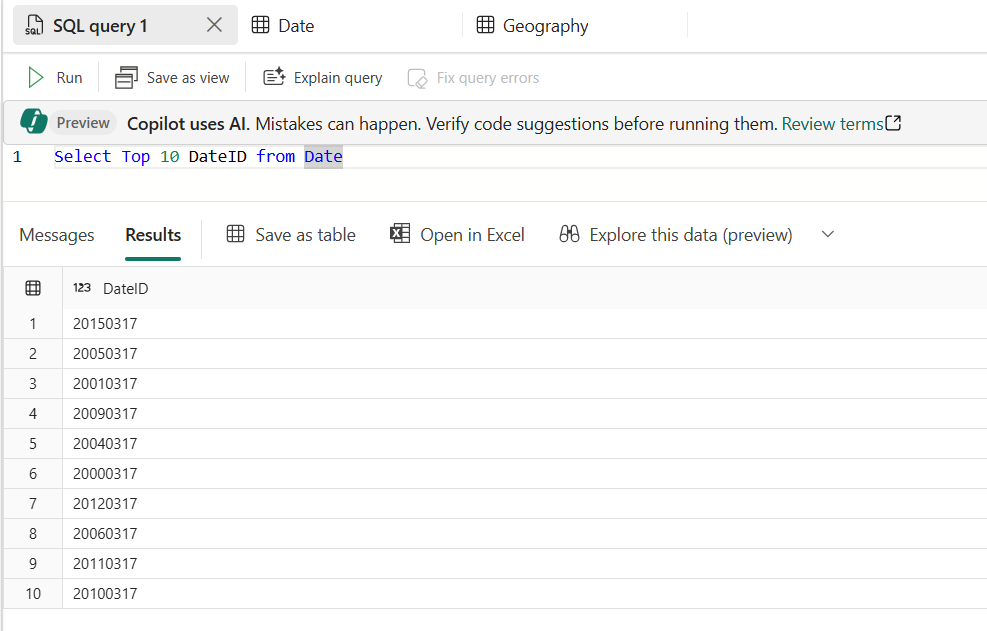 SQL query 1 Date Geography
Run Save as view Explain query Fix query errors
Preview Copilot uses AI. Mistakes can happen. Verify code suggestions before running them. Review terms
1 Select Top 10 DateID from Date
Messages Results Save as table Open in Excel Explore this data (preview)
123 DateID
1 20150317
2 20050317
3 20010317
4 20090317
5 20040317
6 20000317
7 20120317
8 20060317
9 20110317
10 20100317